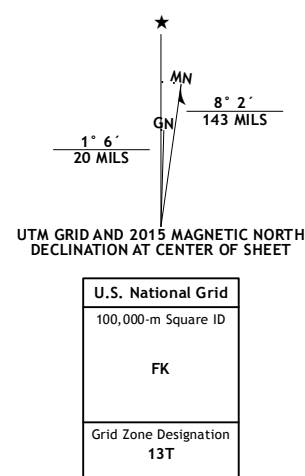 ★
MN
GN
8° 2´
143 MILS
1° 6´
20 MILS
UTM GRID AND 2015 MAGNETIC NORTH
DECLINATION AT CENTER OF SHEET
U.S. National Grid
100,000-m Square ID
FK
Grid Zone Designation
13T